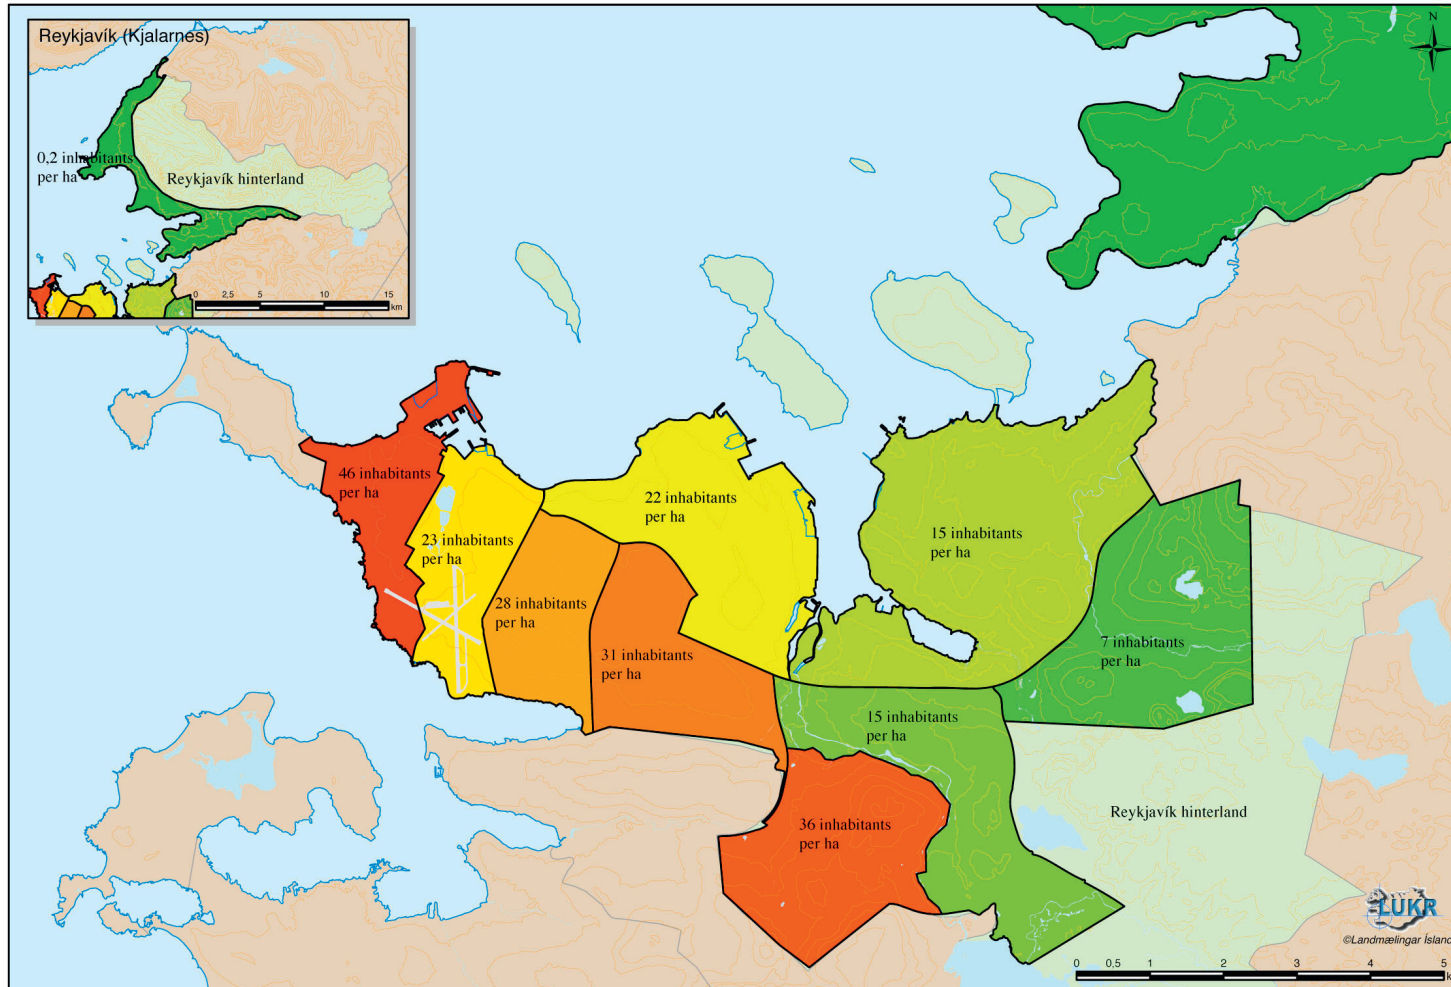 Reykjavík (Kjalarnes)
N
0,2 inhabitants
per ha
Reykjavík hinterland
0 2,5 5 10 15
km
46 inhabitants
per ha
22 inhabitants
per ha
23 inhabitants
per ha
15 inhabitants
per ha
28 inhabitants
per ha
31 inhabitants
per ha
7 inhabitants
per ha
15 inhabitants
per ha
36 inhabitants
per ha
Reykjavík hinterland
LUKR
©Landmælingar Ísland
0 0,5 1 2 3 4 5
k